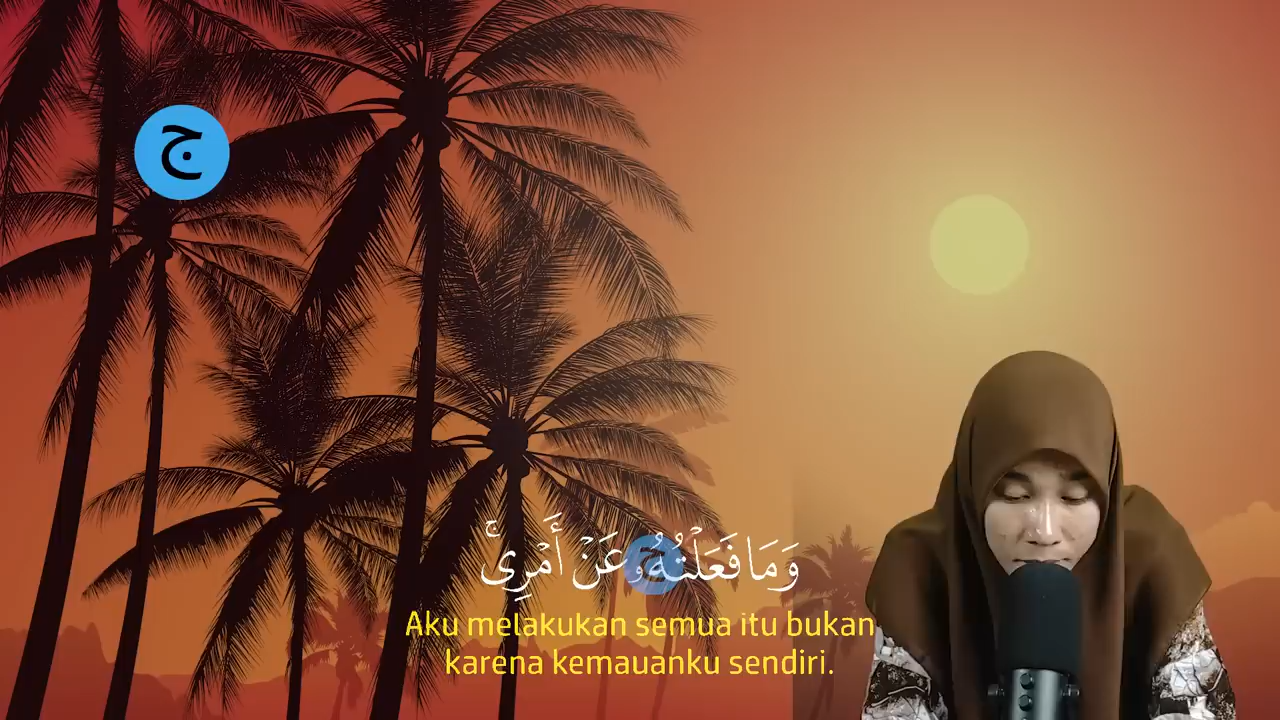 ج
وَمَا فَعَلْتُهُۥ عَنْ أَمْرِىۚ
ج
Aku melakukan semua itu bukan
karena kemauanku sendiri.